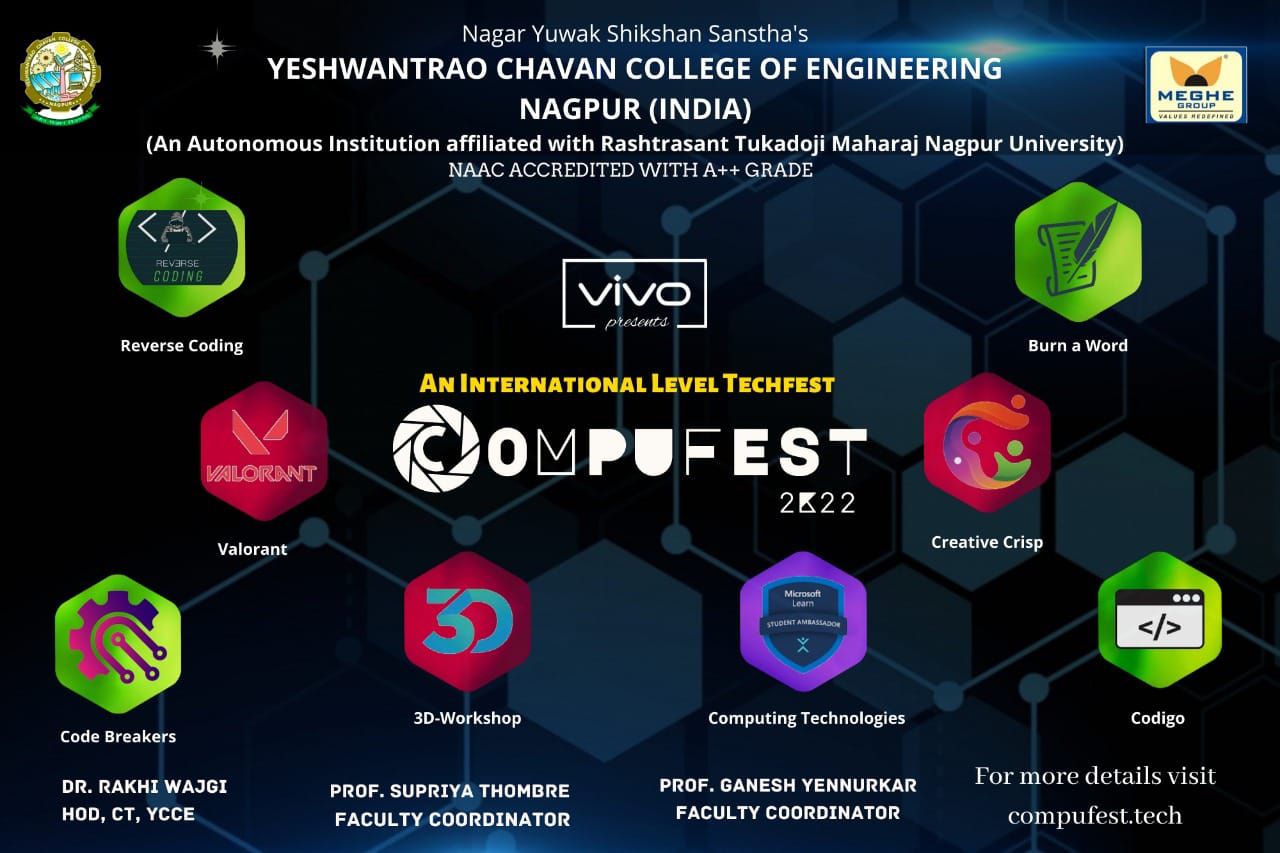 Nagar Yuwak Shikshan Sanstha's
YESHWANTRAO CHAVAN COLLEGE OF ENGINEERING
NAGPUR (INDIA)
(An Autonomous Institution affiliated with Rashtrasant Tukadoji Maharaj Nagpur University)
NAAC ACCREDITED WITH A++ GRADE
MEGHE
GROUP
VALUES REDEFINED
REVERSE
CODING
Reverse Coding
Burn a Word
vivo
presents
AN INTERNATIONAL LEVEL TECHFEST
COMPUFEST
2K22
VALORANT
Valorant
Creative Crisp
Code Breakers
3D
3D-Workshop
Microsoft
Learn
STUDENT AMBASSADOR
Computing Technologies
</>
Codigo
DR. RAKHI WAJGI
HOD, CT, YCCE
PROF. SUPRIYA THOMBRE
FACULTY COORDINATOR
PROF. GANESH YENNURKAR
FACULTY COORDINATOR
For more details visit
compufest.tech